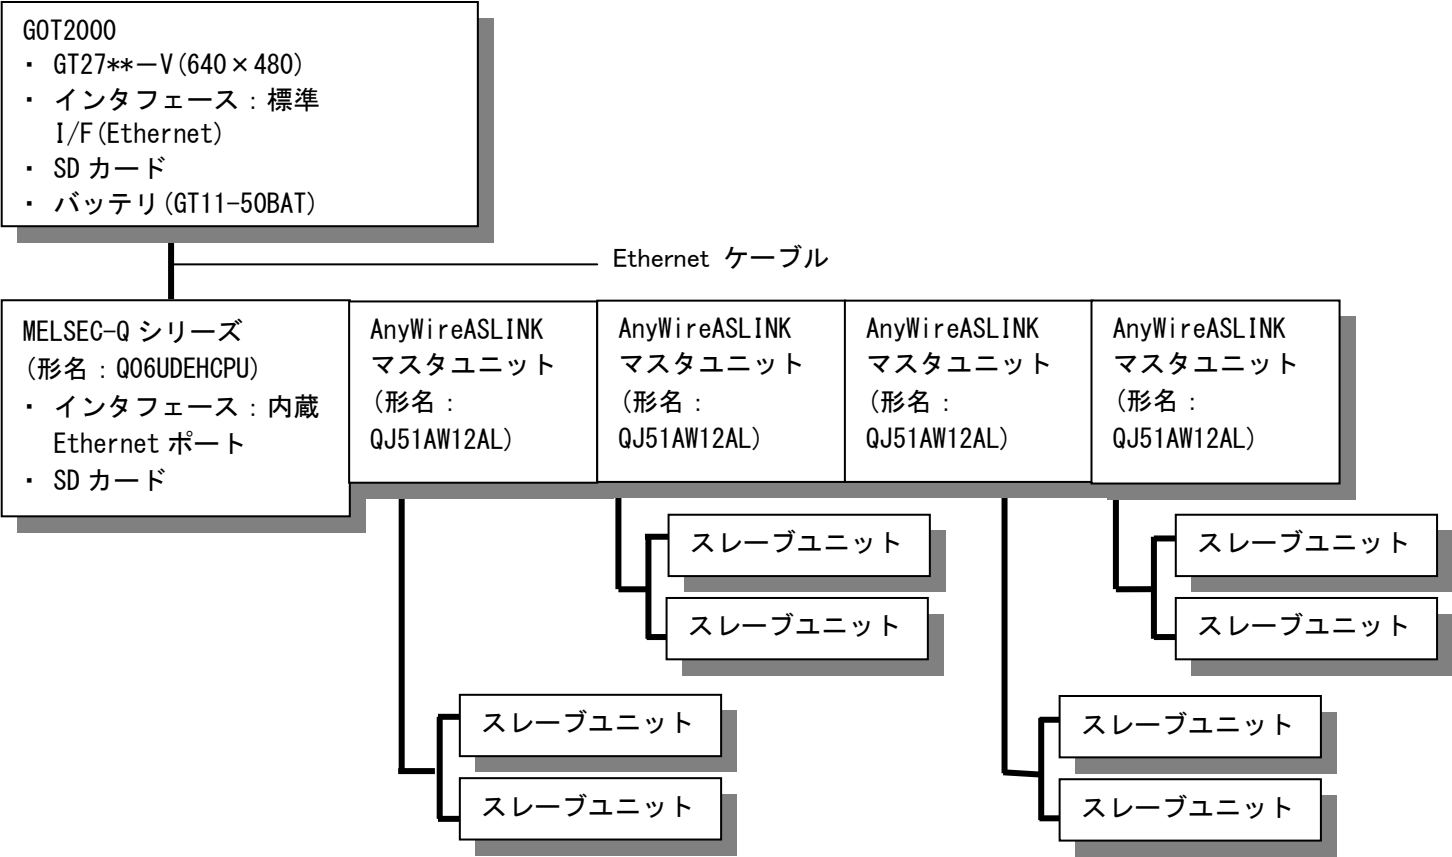 GOT2000
・ GT27**－V(640×480)
・ インタフェース：標準
I/F(Ethernet)
・ SD カード
・ バッテリ(GT11-50BAT)
Ethernet ケーブル
MELSEC-Q シリーズ
(形名：Q06UDEHCPU)
・ インタフェース：内蔵
Ethernet ポート
・ SD カード
AnyWireASLINK
マスタユニット
(形名：
QJ51AW12AL)
AnyWireASLINK
マスタユニット
(形名：
QJ51AW12AL)
AnyWireASLINK
マスタユニット
(形名：
QJ51AW12AL)
AnyWireASLINK
マスタユニット
(形名：
QJ51AW12AL)
スレーブユニット
スレーブユニット
スレーブユニット
スレーブユニット
スレーブユニット
スレーブユニット
スレーブユニット
スレーブユニット